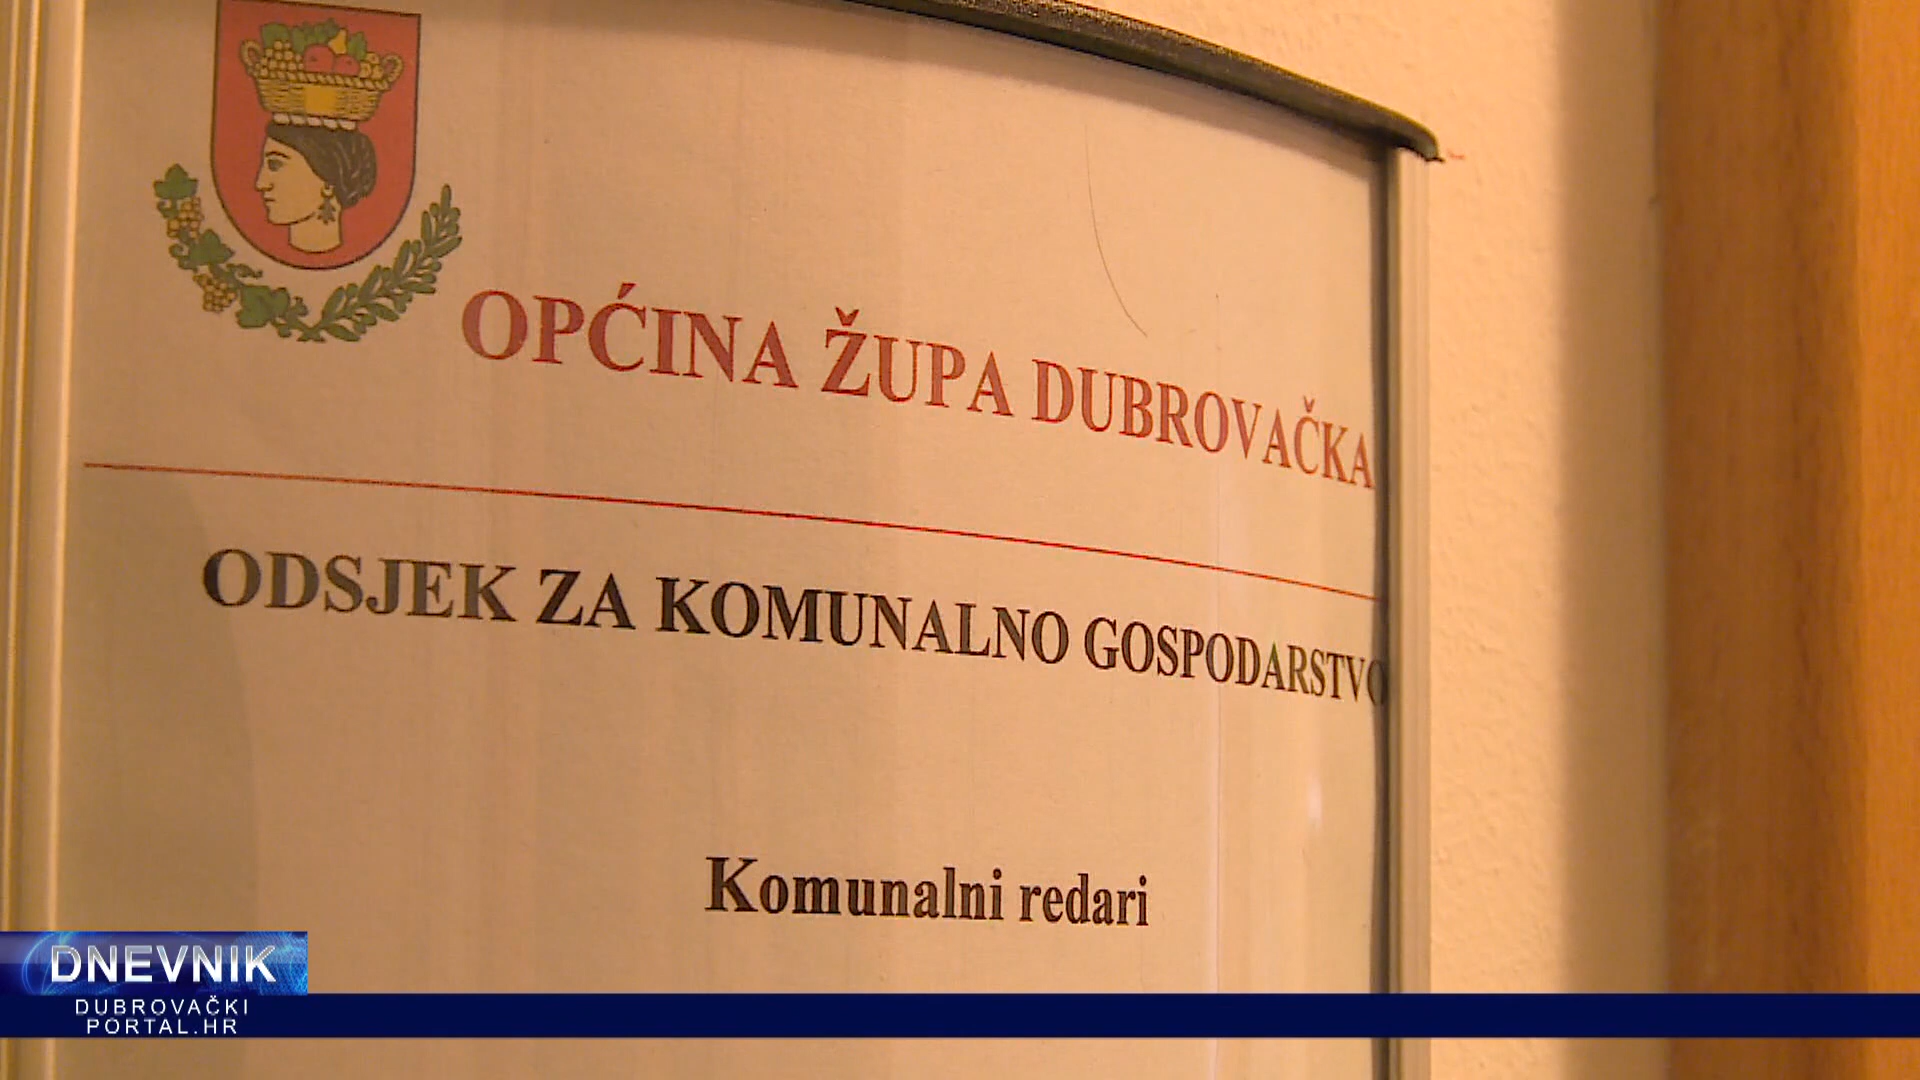 OPĆINA ŽUPA DUBROVAČKA
ODSJEK ZA KOMUNALNO GOSPODARSTVO
Komunalni redari
DNEVNIK
DUBROVAČKI
PORTAL.HR